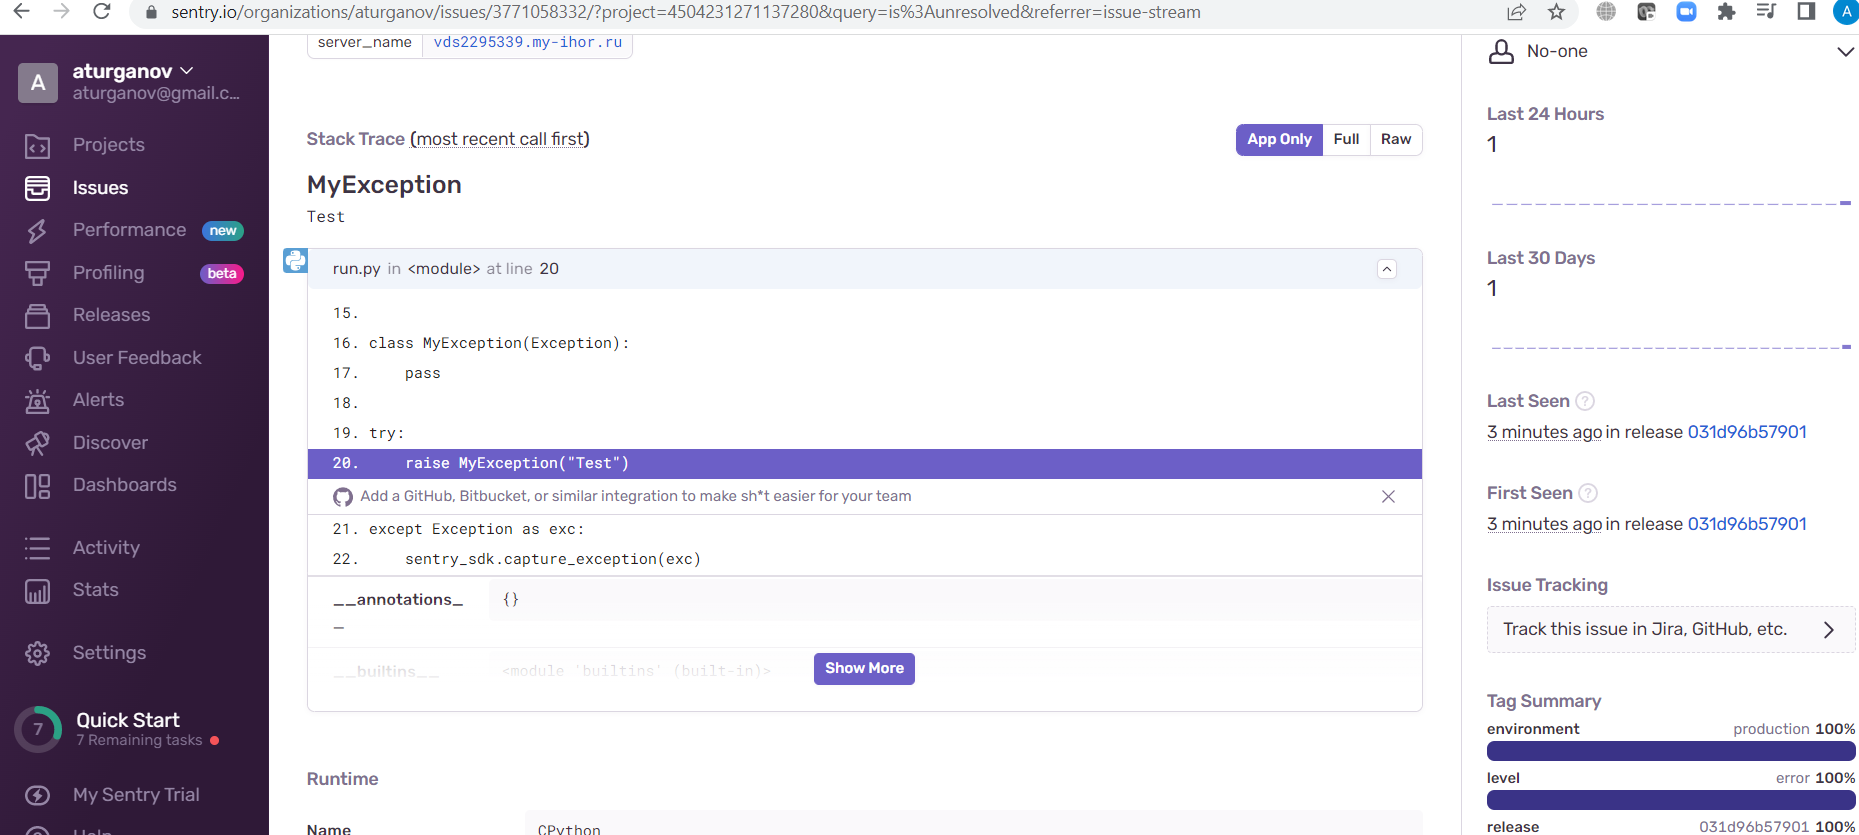 sentry.io/organizations/aturganov/issues/3771058332/?project=4504231271137280&query=is%3Aunresolved&referrer=issue-stream
A
A
aturganov
aturganov@gmail.c...
Projects
Issues
Performance new
Profiling beta
Releases
User Feedback
Alerts
Discover
Dashboards
Activity
Stats
Settings
7
Quick Start
7 Remaining tasks
My Sentry Trial
Help
server_name vds2295339.my-ihor.ru
Stack Trace (most recent call first)
App Only Full Raw
MyException
Test
run.py in <module> at line 20
15.
16. class MyException(Exception):
17.     pass
18.
19. try:
20.     raise MyException("Test")
Add a GitHub, Bitbucket, or similar integration to make sh*t easier for your team
21. except Exception as exc:
22.     sentry_sdk.capture_exception(exc)
__annotations_ {}
_
__builtins__ <module 'builtins' (built-in)>
Show More
Runtime
Name CPython
No-one
Last 24 Hours
1
Last 30 Days
1
Last Seen ?
3 minutes ago in release 031d96b57901
First Seen ?
3 minutes ago in release 031d96b57901
Issue Tracking
Track this issue in Jira, GitHub, etc.
Tag Summary
environment production 100%
level error 100%
release 031d96b57901 100%